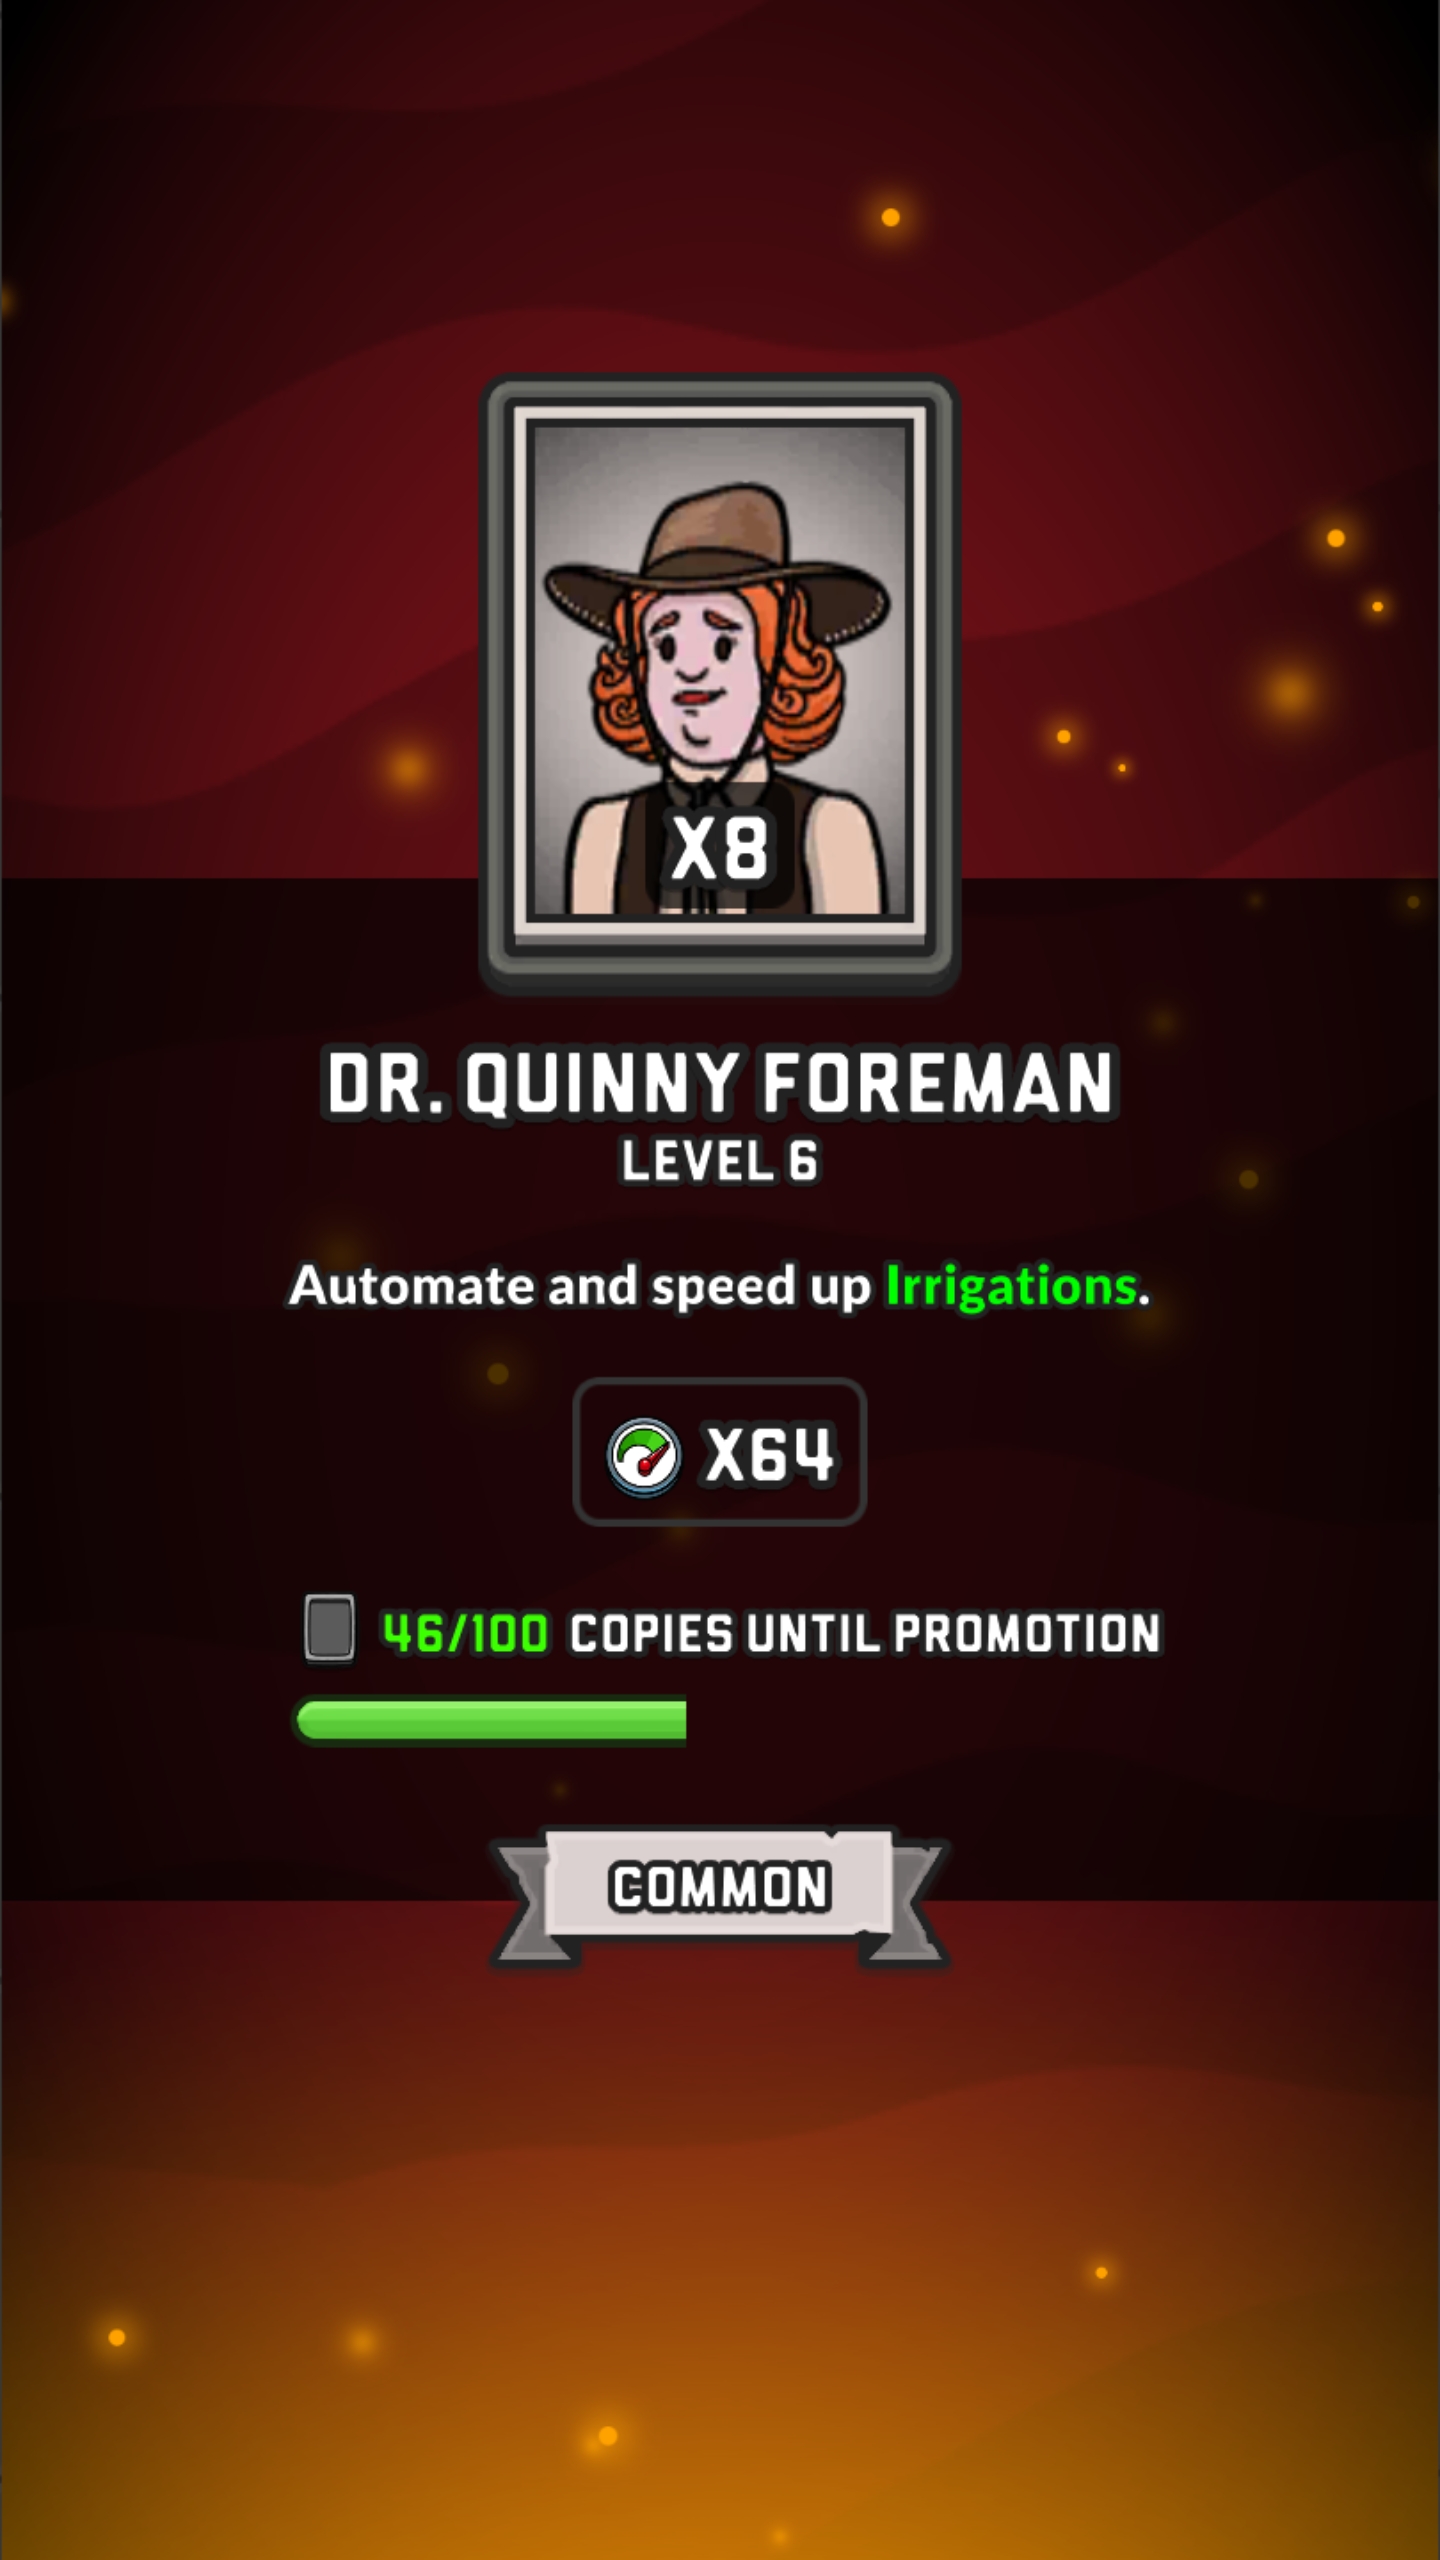 X8
DR. QUINNY FOREMAN
LEVEL 6
Automate and speed up Irrigations.
X64
46/100 COPIES UNTIL PROMOTION
COMMON